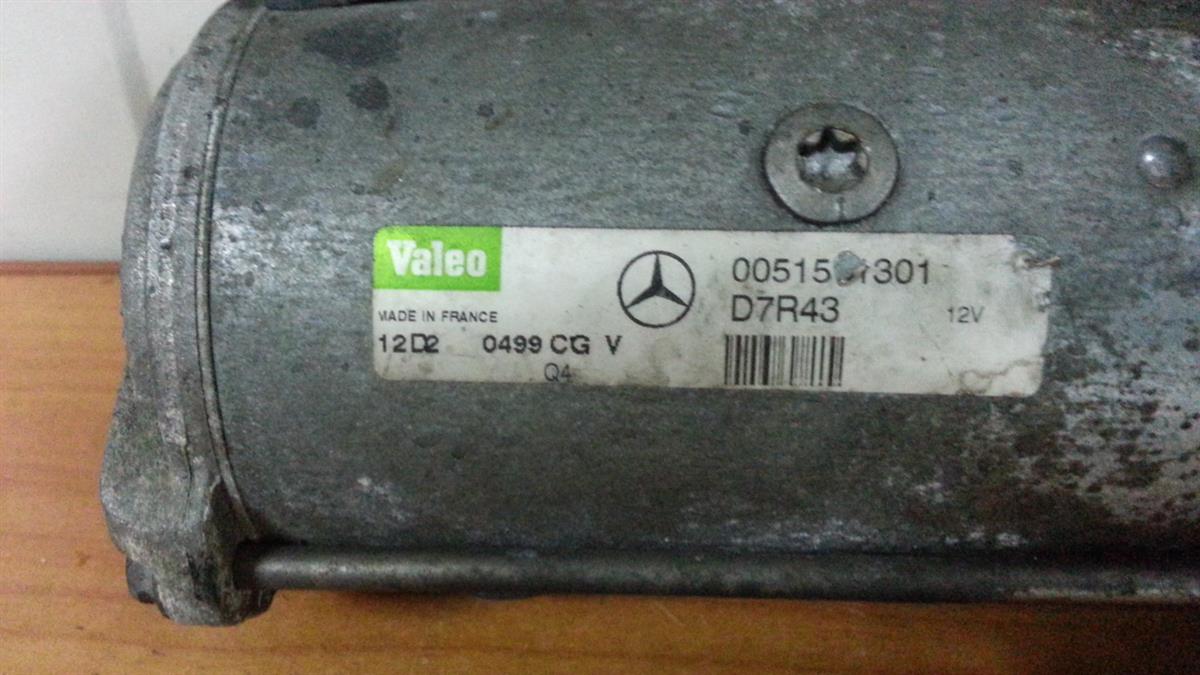 Valeo
MADE IN FRANCE
12D2 0499 CG V
Q4
D7R43
12V